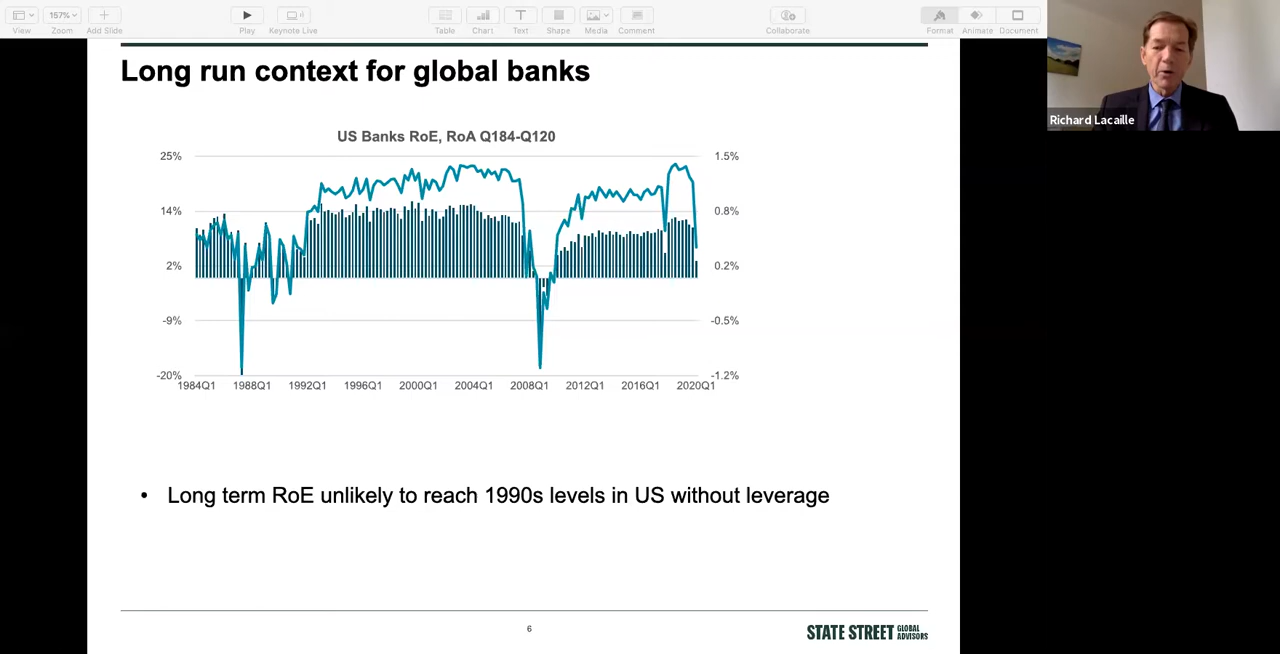 157%
View
Zoom
Add Slide
Play
Keynote Live
Table
Chart
Text
Shape
Media
Comment
Collaborate
Format
Animate
Document
Richard Lacaille
Long run context for global banks
US Banks RoE, RoA Q184-Q120
25%
1.5%
14%
0.8%
2%
0.2%
-9%
-0.5%
-20%
-1.2%
1984Q1 1988Q1 1992Q1 1996Q1 2000Q1 2004Q1 2008Q1 2012Q1 2016Q1 2020Q1
• Long term RoE unlikely to reach 1990s levels in US without leverage
6
STATE STREET GLOBAL
ADVISORS